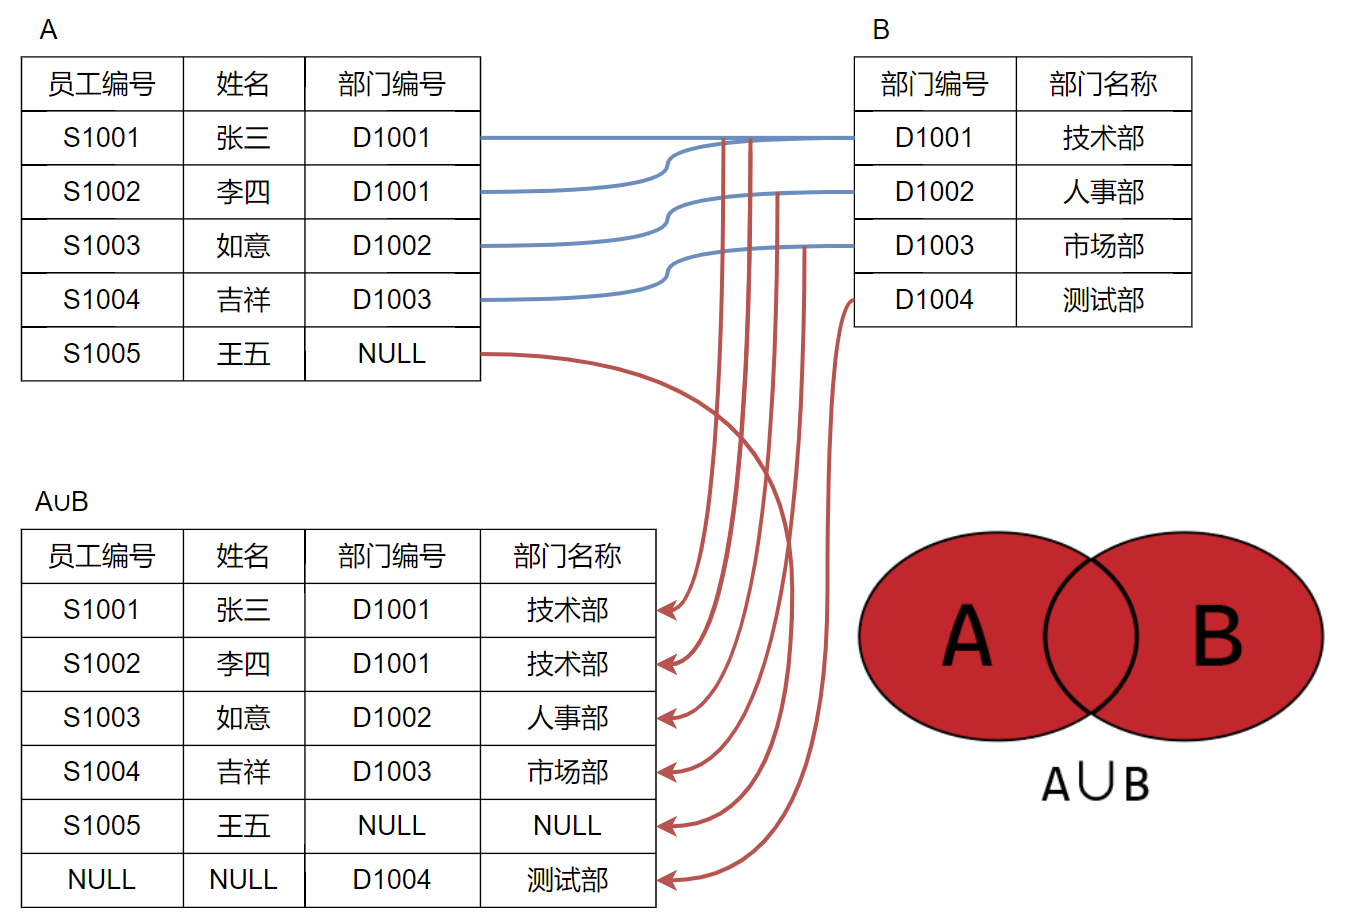 A
员工编号 姓名 部门编号
S1001 张三 D1001
S1002 李四 D1001
S1003 如意 D1002
S1004 吉祥 D1003
S1005 王五 NULL
B
部门编号 部门名称
D1001 技术部
D1002 人事部
D1003 市场部
D1004 测试部
A∪B
员工编号 姓名 部门编号 部门名称
S1001 张三 D1001 技术部
S1002 李四 D1001 技术部
S1003 如意 D1002 人事部
S1004 吉祥 D1003 市场部
S1005 王五 NULL NULL
NULL NULL D1004 测试部
A B
A∪B